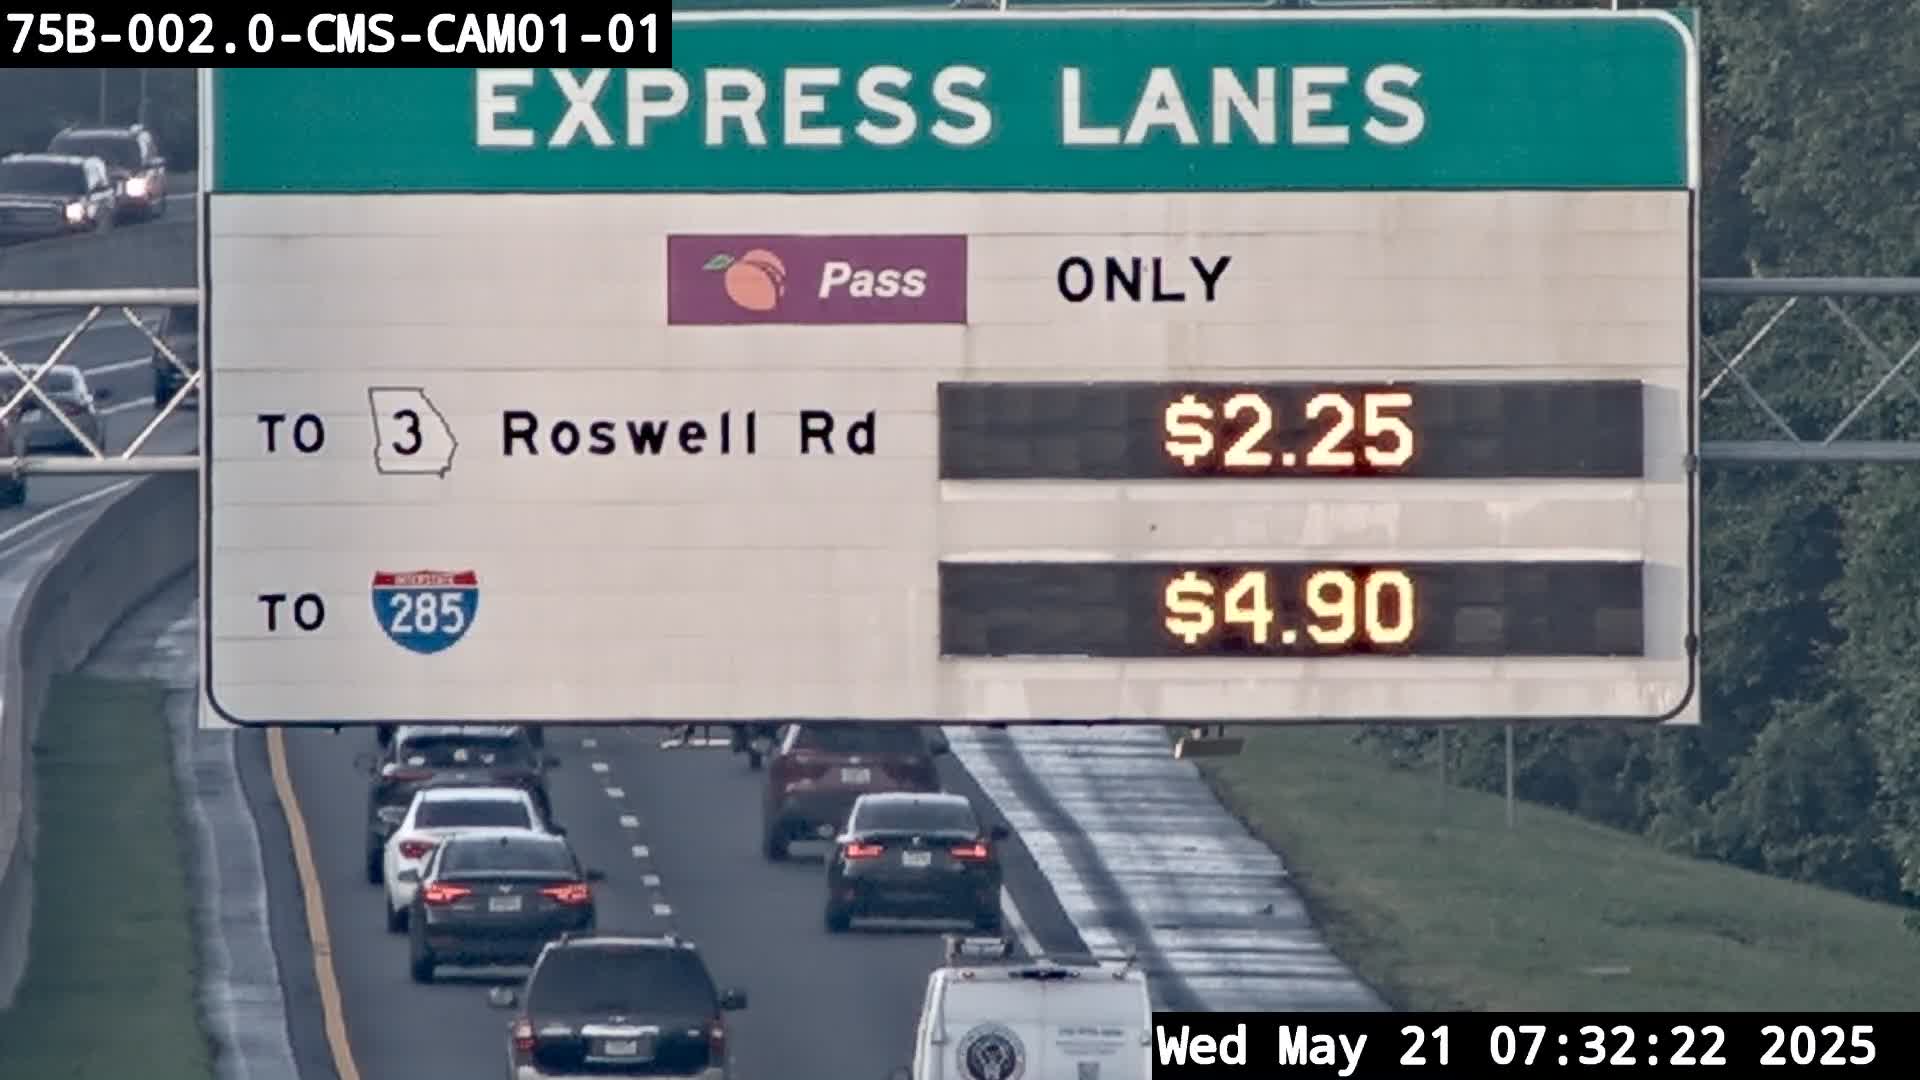 75B-002.0-CMS-CAM01-01
EXPRESS LANES
Pass ONLY
TO 3 Roswell Rd $2.25
TO INTERSTATE 285 $4.90
Wed May 21 07:32:22 2025